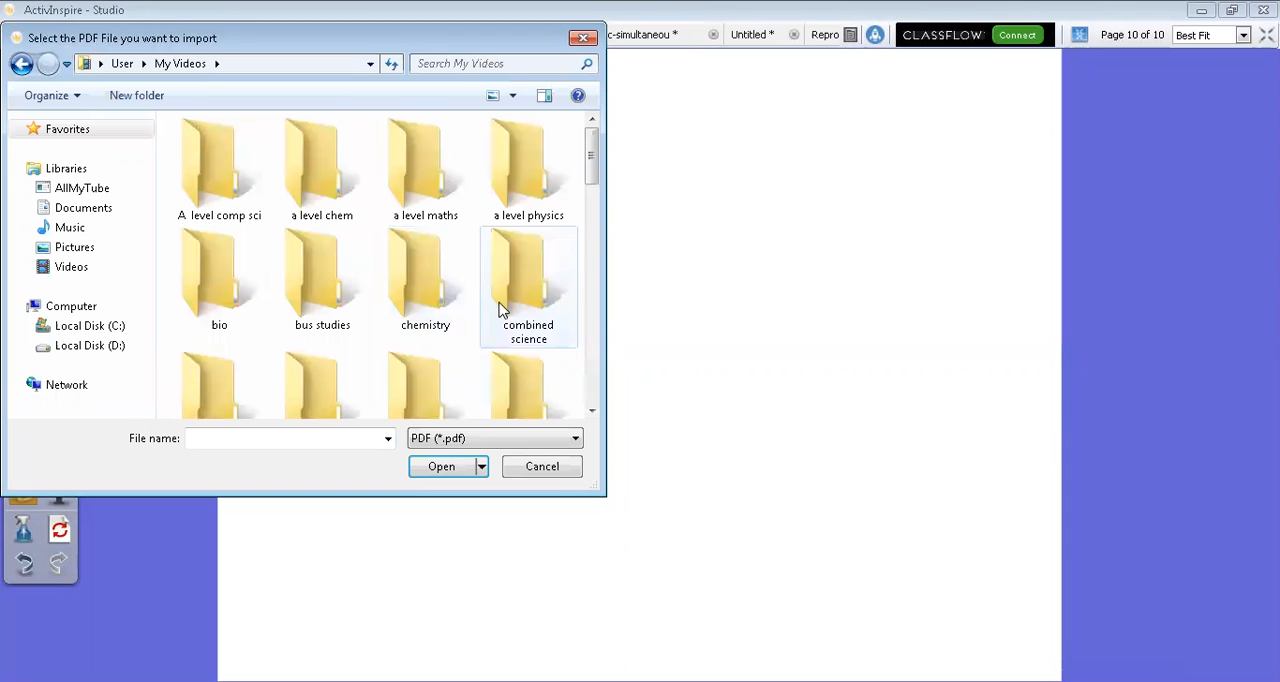 ActivInspire - Studio
Select the PDF File you want to import
c-simultaneou *
Untitled *
Repro
CLASSFLOW
Connect
Page 10 of 10
Best Fit
User
My Videos
Search My Videos
Organize
New folder
Favorites
Libraries
AllMyTube
Documents
Music
Pictures
Videos
Computer
Local Disk (C:)
Local Disk (D:)
Network
A level comp sci
a level chem
a level maths
a level physics
bio
bus studies
chemistry
combined
science
File name:
PDF (*.pdf)
Open
Cancel